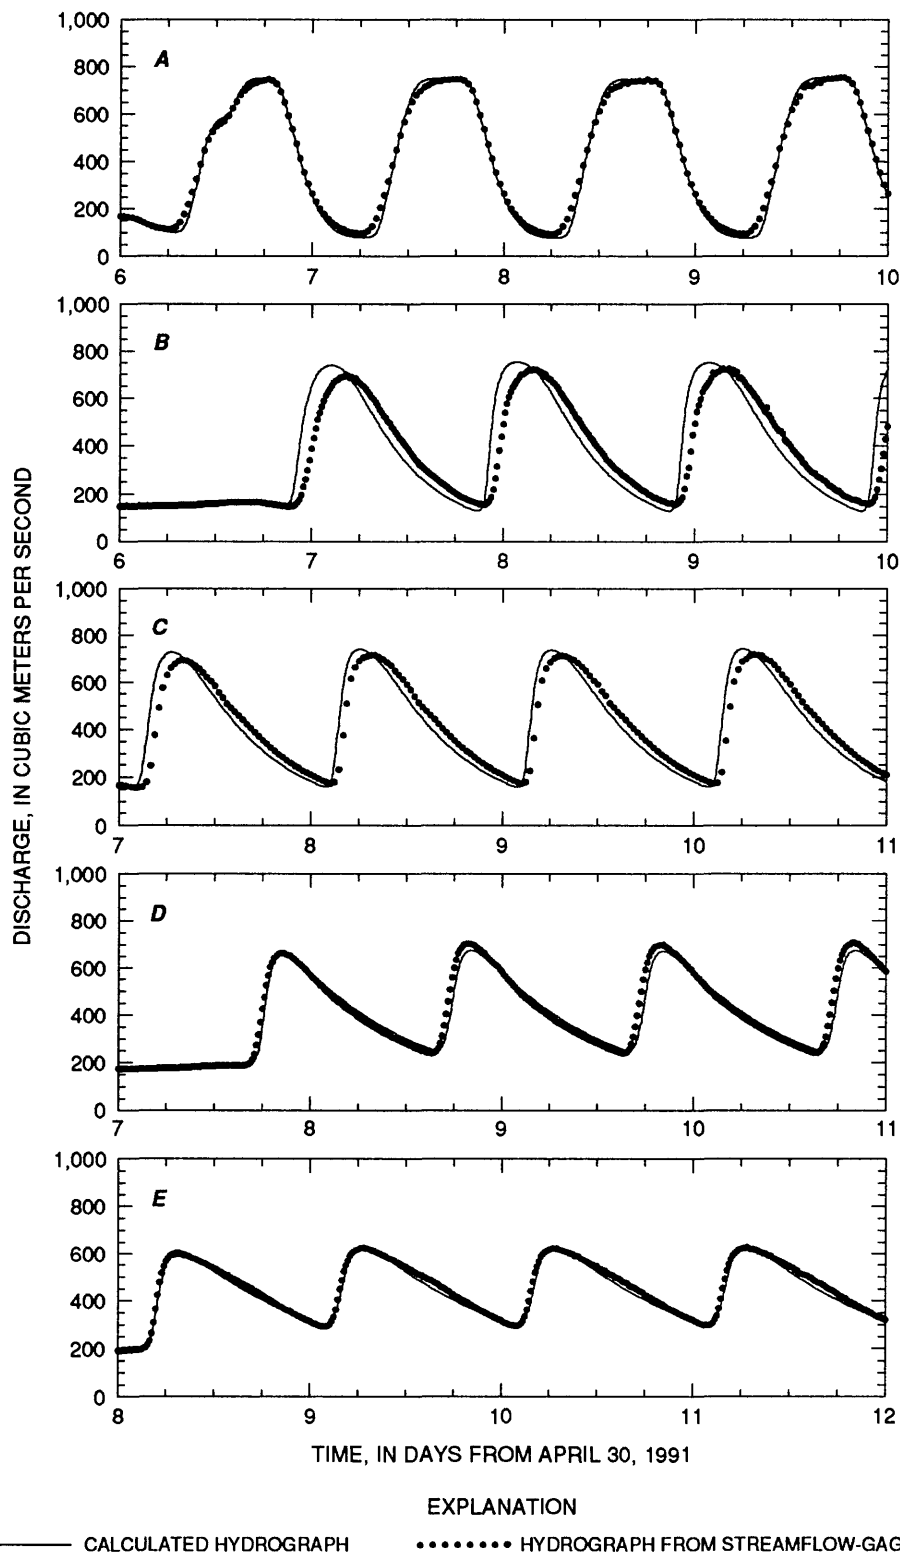 DISCHARGE, IN CUBIC METERS PER SECOND
1,000
800
600
400
200
0
A
6 7 8 9 10
1,000
800
600
400
200
0
B
6 7 8 9 10
1,000
800
600
400
200
0
C
7 8 9 10 11
1,000
800
600
400
200
0
D
7 8 9 10 11
1,000
800
600
400
200
0
E
8 9 10 11 12
TIME, IN DAYS FROM APRIL 30, 1991
EXPLANATION
CALCULATED HYDROGRAPH HYDROGRAPH FROM STREAMFLOW-GAG